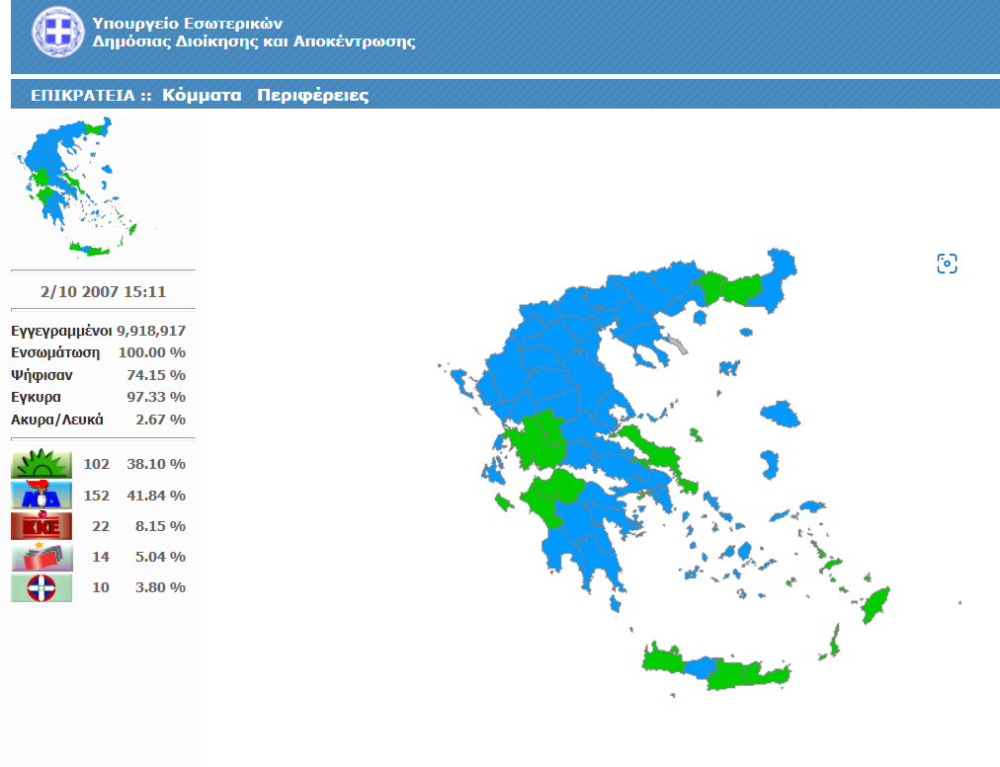 Υπουργείο Εσωτερικών
Δημόσιας Διοίκησης και Αποκέντρωσης
ΕΠΙΚΡΑΤΕΙΑ :: Κόμματα Περιφέρειες
2/10 2007 15:11
Εγγεγραμμένοι 9,918,917
Ενσωμάτωση 100.00 %
Ψήφισαν 74.15 %
Εγκυρα 97.33 %
Ακυρα/Λευκά 2.67 %
102 38.10 %
ΝΔ 152 41.84 %
ΚΚΕ 22 8.15 %
14 5.04 %
10 3.80 %